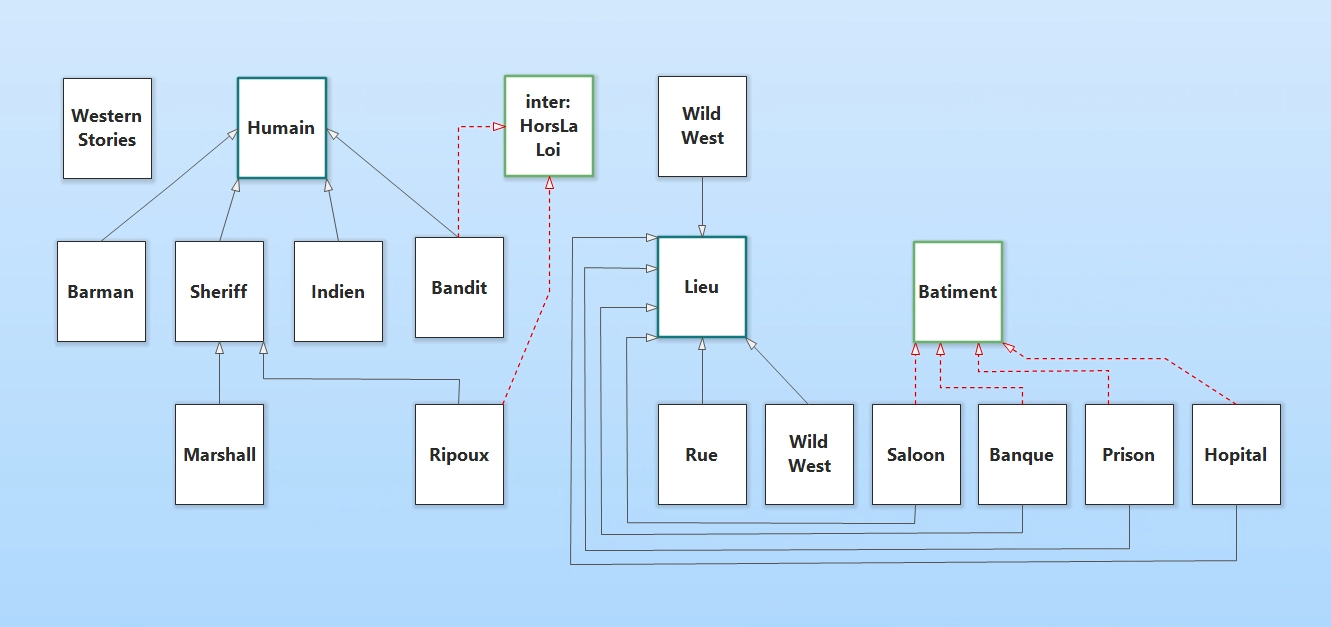 Western
Stories
Humain
inter:
HorsLa
Loi
Wild
West
Barman
Sheriff
Indien
Bandit
Lieu
Batiment
Marshall
Ripoux
Rue
Wild
West
Saloon
Banque
Prison
Hopital